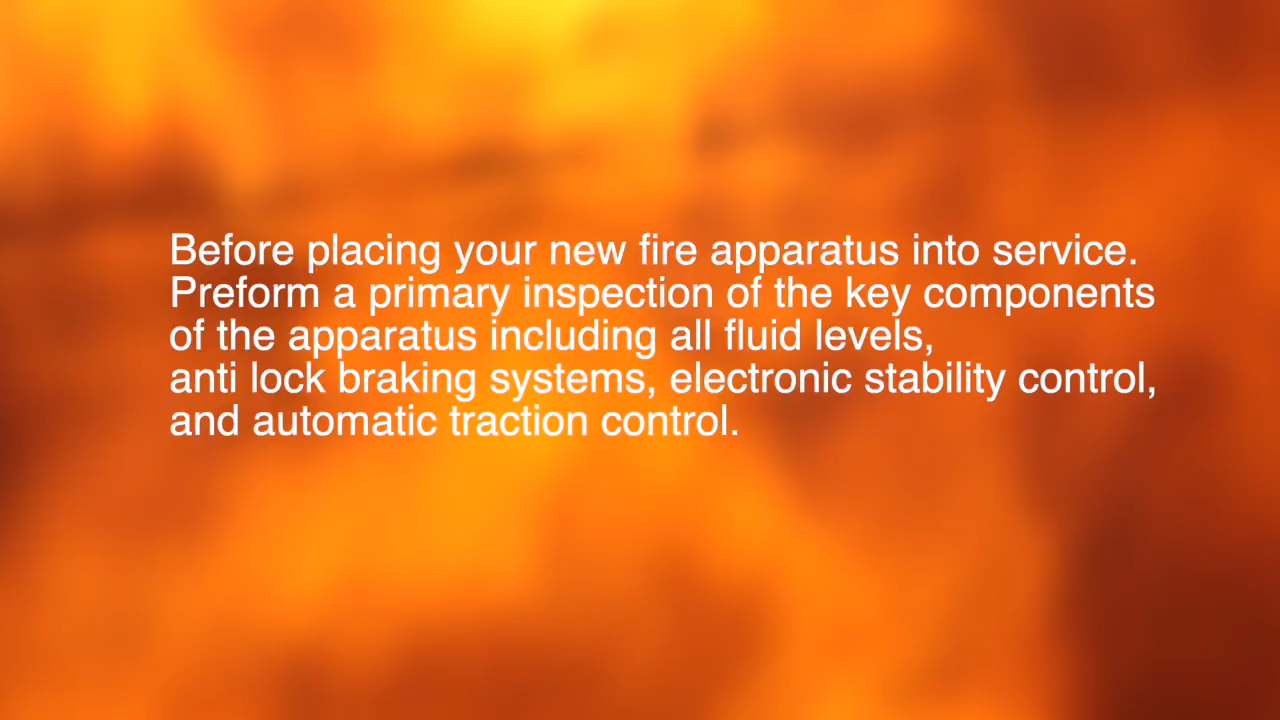 Before placing your new fire apparatus into service.
Preform a primary inspection of the key components
of the apparatus including all fluid levels,
anti lock braking systems, electronic stability control,
and automatic traction control.